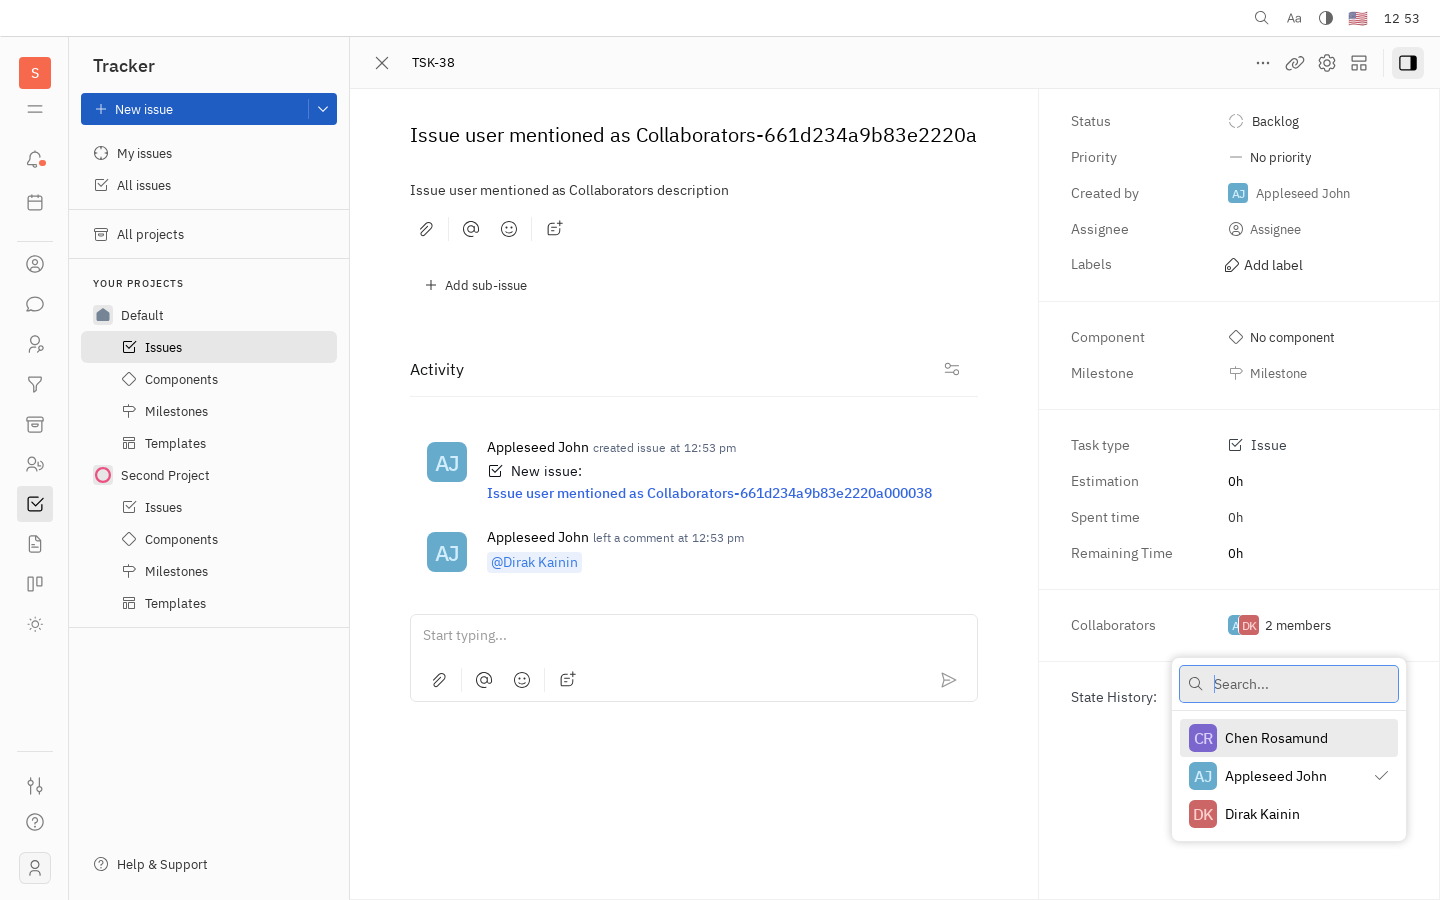 Aa
12 53
S
Tracker
New issue
My issues
All issues
All projects
YOUR PROJECTS
Default
Issues
Components
Milestones
Templates
Second Project
Issues
Components
Milestones
Templates
Help & Support
TSK-38
Issue user mentioned as Collaborators-661d234a9b83e2220a
Issue user mentioned as Collaborators description
Add sub-issue
Activity
AJ
Appleseed John created issue at 12:53 pm
New issue:
Issue user mentioned as Collaborators-661d234a9b83e2220a000038
AJ
Appleseed John left a comment at 12:53 pm
@Dirak Kainin
Start typing...
Status
Backlog
Priority
No priority
Created by
AJ Appleseed John
Assignee
Assignee
Labels
Add label
Component
No component
Milestone
Milestone
Task type
Issue
Estimation
0h
Spent time
0h
Remaining Time
0h
Collaborators
A DK 2 members
State History:
Search...
CR Chen Rosamund
AJ Appleseed John
DK Dirak Kainin